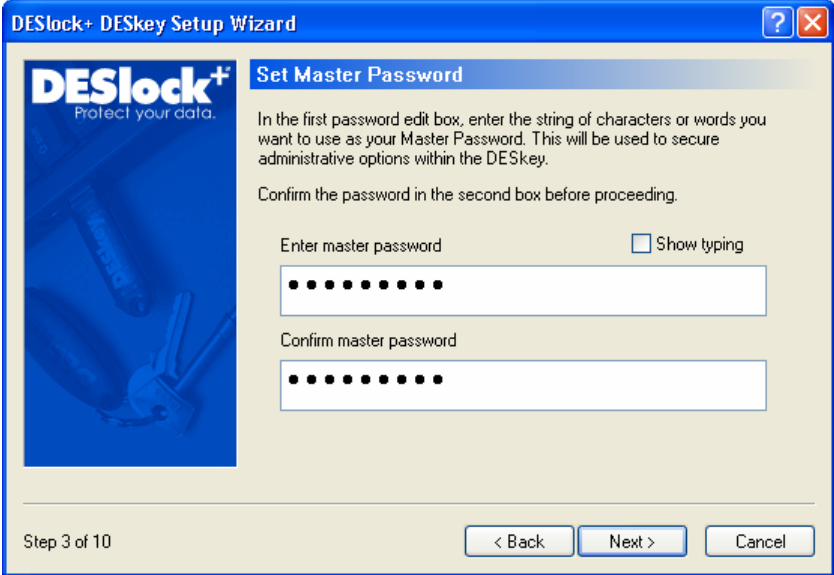 DESlock+ DESkey Setup Wizard
DESlock+
Protect your data.
Set Master Password
In the first password edit box, enter the string of characters or words you
want to use as your Master Password. This will be used to secure
administrative options within the DESkey.
Confirm the password in the second box before proceeding.
Enter master password
Show typing
●●●●●●●●●
Confirm master password
●●●●●●●●●
Step 3 of 10
< Back
Next >
Cancel
DESkey